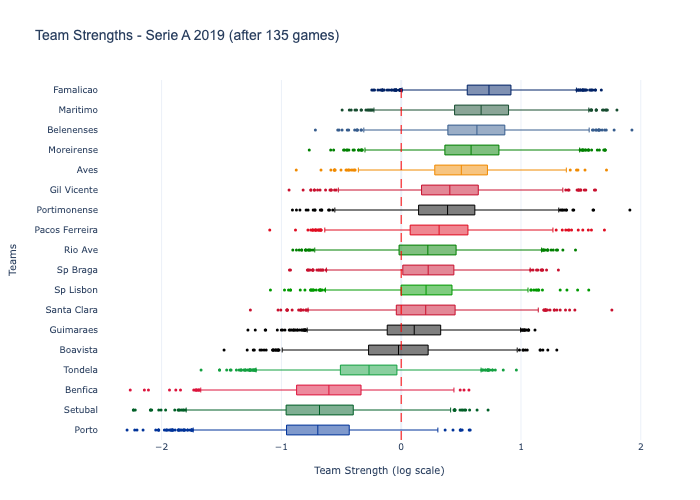 Team Strengths - Serie A 2019 (after 135 games)
Famalicao
Maritimo
Belenenses
Moreirense
Aves
Gil Vicente
Portimonense
Pacos Ferreira
Rio Ave
Sp Braga
Sp Lisbon
Santa Clara
Guimaraes
Boavista
Tondela
Benfica
Setubal
Porto
Teams
−2 −1 0 1 2
Team Strength (log scale)